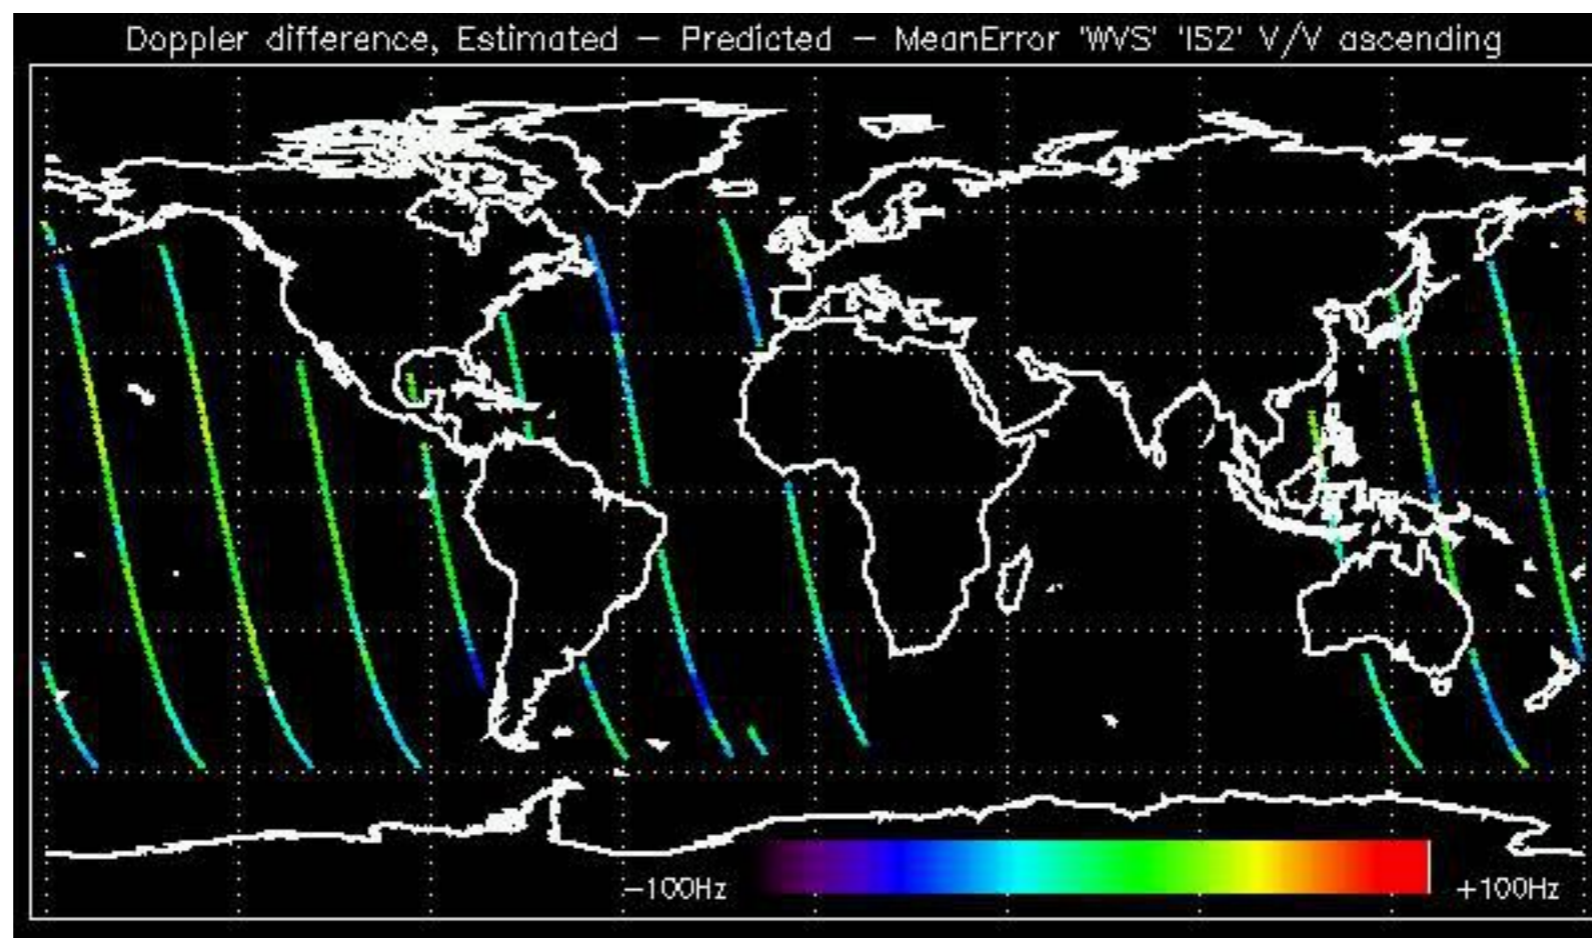 Doppler difference, Estimated – Predicted – MeanError 'WVS' 'IS2' V/V ascending
−100Hz
+100Hz